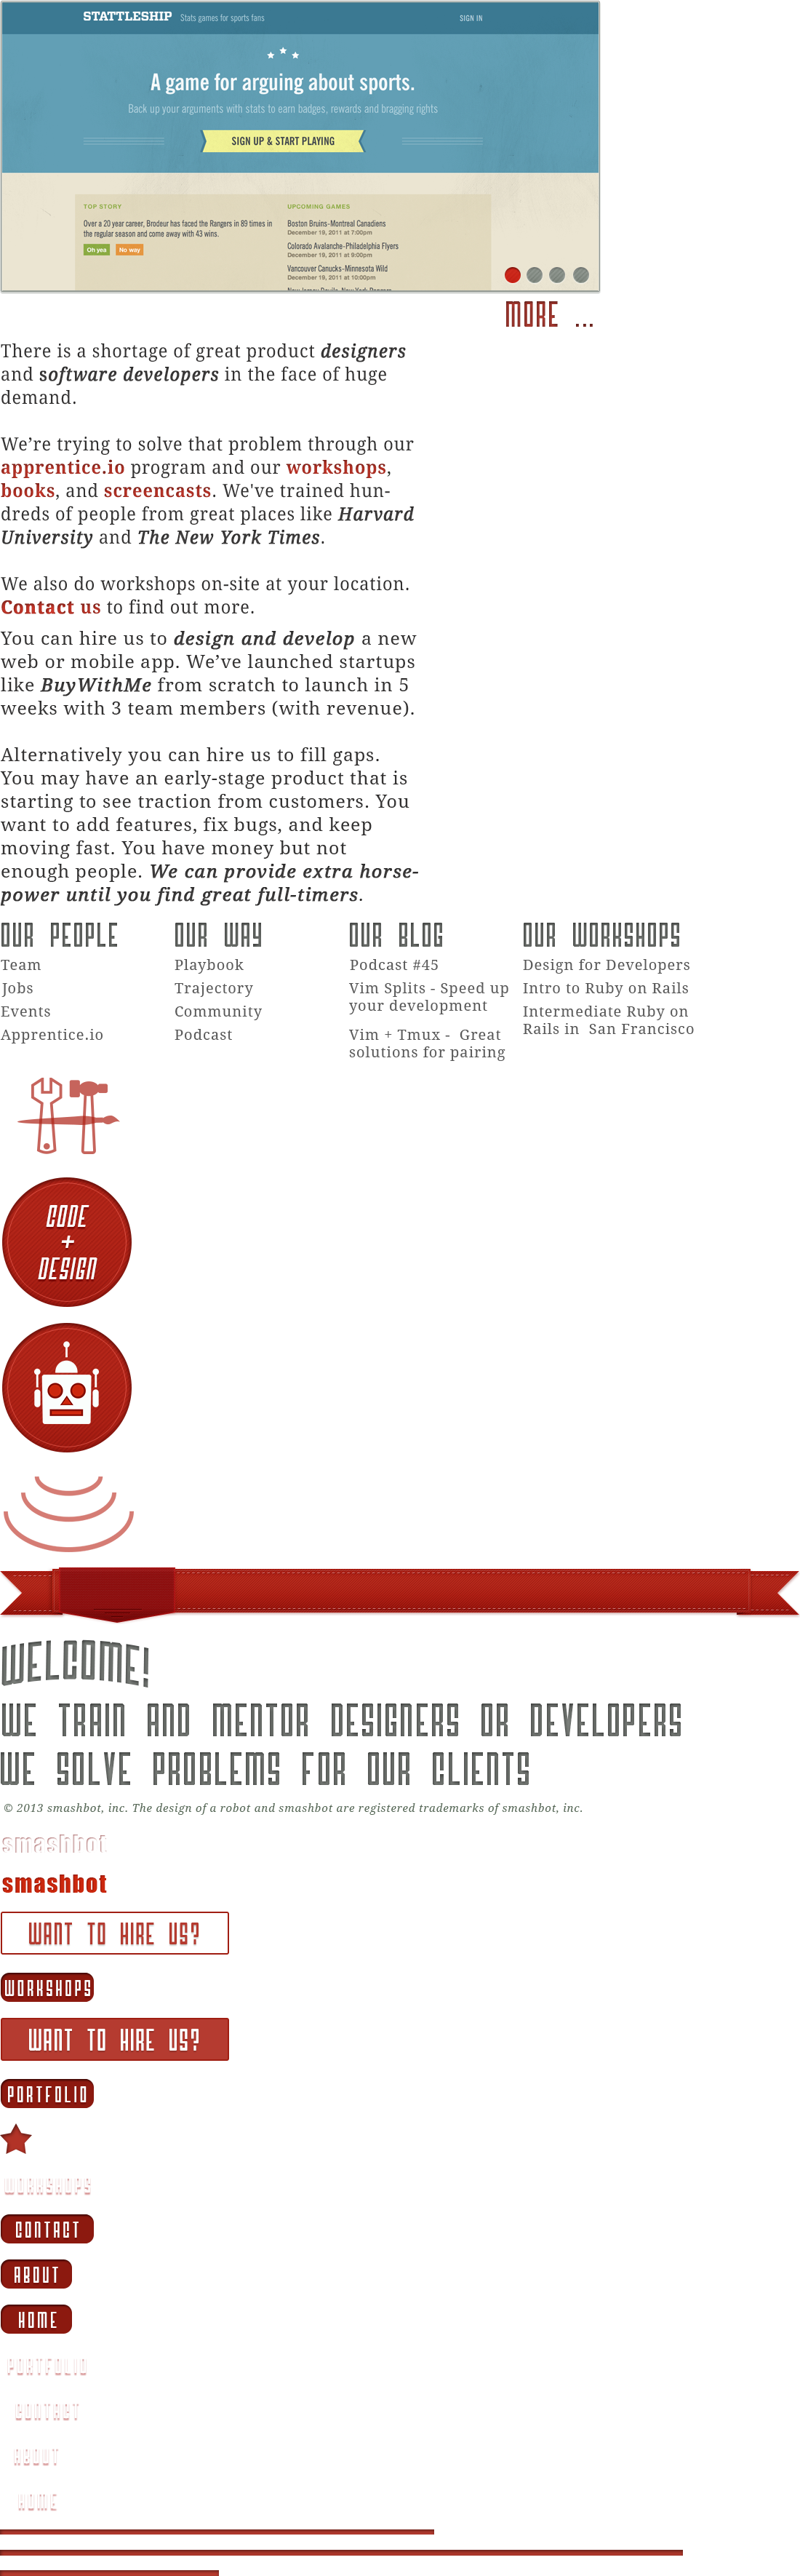 STATTLESHIP Stats games for sports fans SIGN IN
A game for arguing about sports.
Back up your arguments with stats to earn badges, rewards and bragging rights
SIGN UP & START PLAYING
TOP STORY
Over a 20 year career, Brodeur has faced the Rangers in 89 times in
the regular season and come away with 43 wins.
Oh yea No way
UPCOMING GAMES
Boston Bruins-Montreal Canadiens
December 19, 2011 at 7:00pm
Colorado Avalanche-Philadelphia Flyers
December 19, 2011 at 9:00pm
Vancouver Canucks-Minnesota Wild
December 19, 2011 at 10:00pm
MORE ...
There is a shortage of great product designers
and software developers in the face of huge
demand.
We’re trying to solve that problem through our
apprentice.io program and our workshops,
books, and screencasts. We've trained hun-
dreds of people from great places like Harvard
University and The New York Times.
We also do workshops on-site at your location.
Contact us to find out more.
You can hire us to design and develop a new
web or mobile app. We’ve launched startups
like BuyWithMe from scratch to launch in 5
weeks with 3 team members (with revenue).
Alternatively you can hire us to fill gaps.
You may have an early-stage product that is
starting to see traction from customers. You
want to add features, fix bugs, and keep
moving fast. You have money but not
enough people. We can provide extra horse-
power until you find great full-timers.
OUR PEOPLE
Team
Jobs
Events
Apprentice.io
OUR WAY
Playbook
Trajectory
Community
Podcast
OUR BLOG
Podcast #45
Vim Splits - Speed up
your development
Vim + Tmux - Great
solutions for pairing
OUR WORKSHOPS
Design for Developers
Intro to Ruby on Rails
Intermediate Ruby on
Rails in San Francisco
CODE
+
DESIGN
WELCOME!
WE TRAIN AND MENTOR DESIGNERS OR DEVELOPERS
WE SOLVE PROBLEMS FOR OUR CLIENTS
© 2013 smashbot, inc. The design of a robot and smashbot are registered trademarks of smashbot, inc.
smashbot
smashbot
WANT TO HIRE US?
WORKSHOPS
WANT TO HIRE US?
PORTFOLIO
WORKSHOPS
CONTACT
ABOUT
HOME
PORTFOLIO
CONTACT
ABOUT
HOME